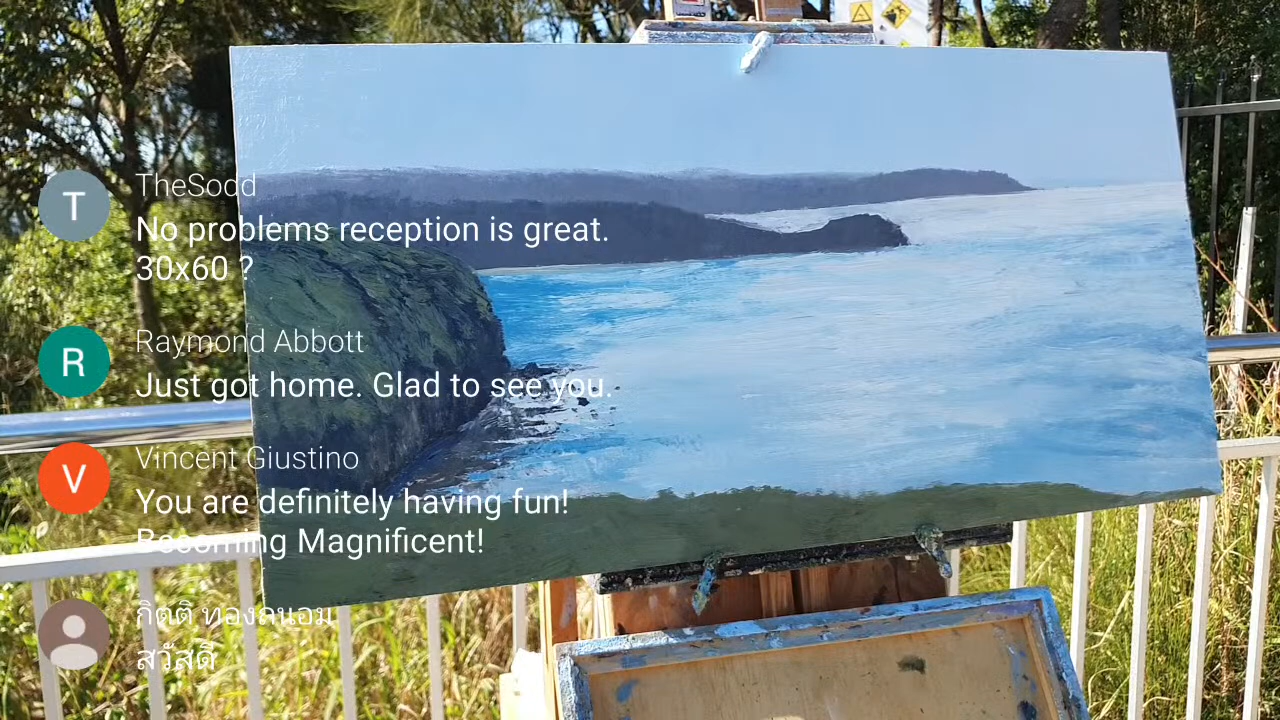 TheSodd
No problems reception is great.
30x60 ?
Raymond Abbott
Just got home. Glad to see you.
Vincent Giustino
You are definitely having fun!
Becoming Magnificent!
กิตติ ทองถนอม
สวัสดี
T
R
V